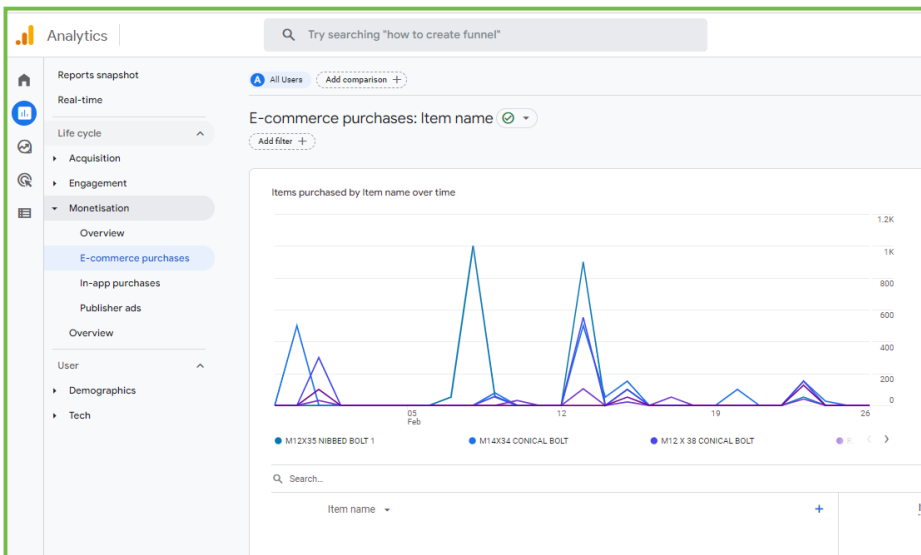 Analytics
Try searching "how to create funnel"
Reports snapshot
Real-time
Life cycle
Acquisition
Engagement
Monetisation
Overview
E-commerce purchases
In-app purchases
Publisher ads
Overview
User
Demographics
Tech
A All Users
Add comparison +
E-commerce purchases: Item name
Add filter +
Items purchased by Item name over time
1.2K
1K
800
600
400
200
0
05
Feb
12
19
26
M12X35 NIBBED BOLT 1
M14X34 CONICAL BOLT
M12 X 38 CONICAL BOLT
Search...
Item name
+